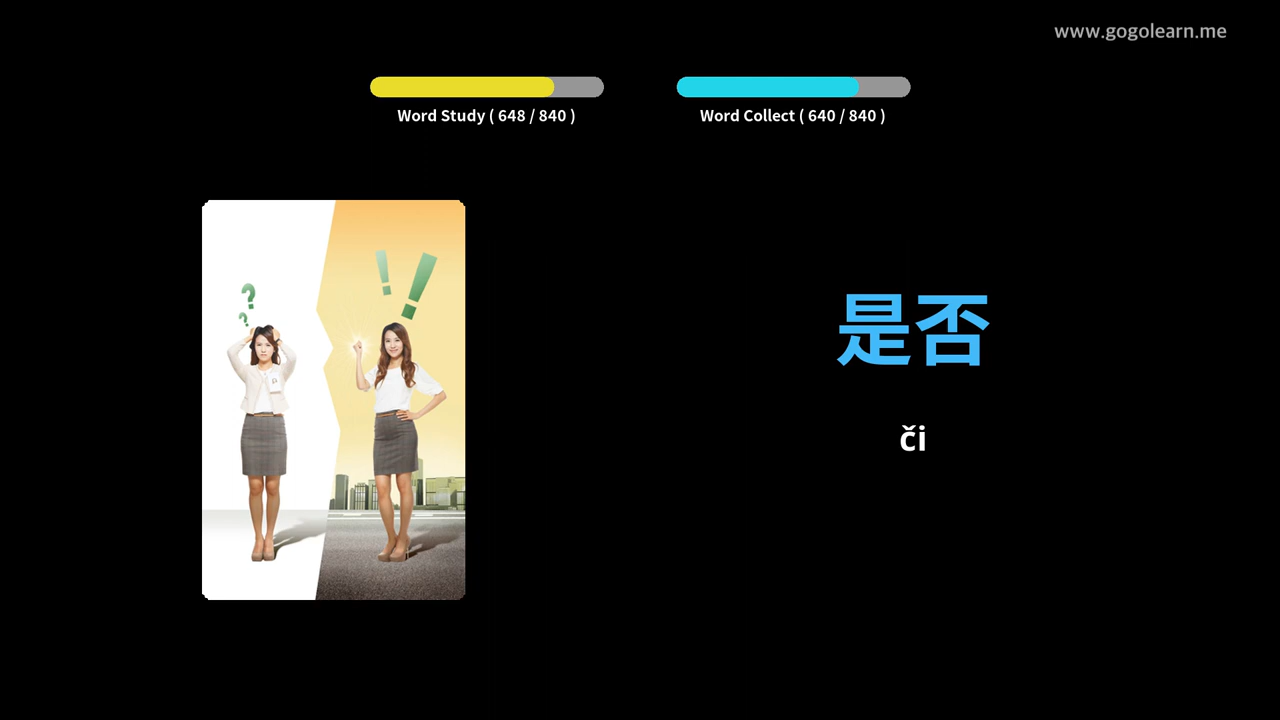 www.gogolearn.me
Word Study ( 648 / 840 )
Word Collect ( 640 / 840 )
? ?
! !
是否
či